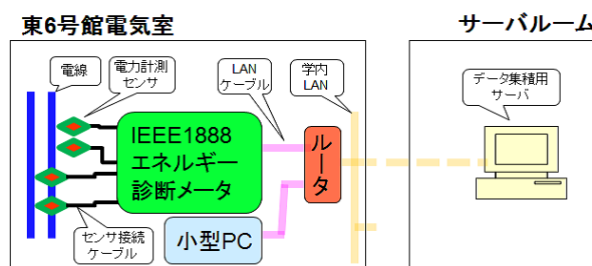 東6号館電気室
サーバルーム
電線
電力計測
センサ
LAN
ケーブル
学内
LAN
データ集積用
サーバ
IEEE1888
エネルギー
診断メータ
ルータ
センサ接続
ケーブル
小型PC